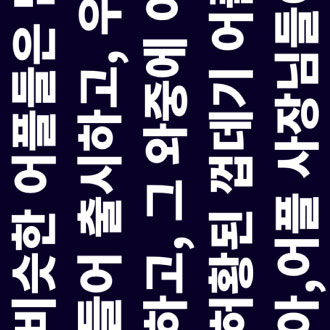 비슷한 어플들은
들어 출시하고, 우
하고, 그 와중에
허황된 껍데기 어플
아, 어플 사장님들